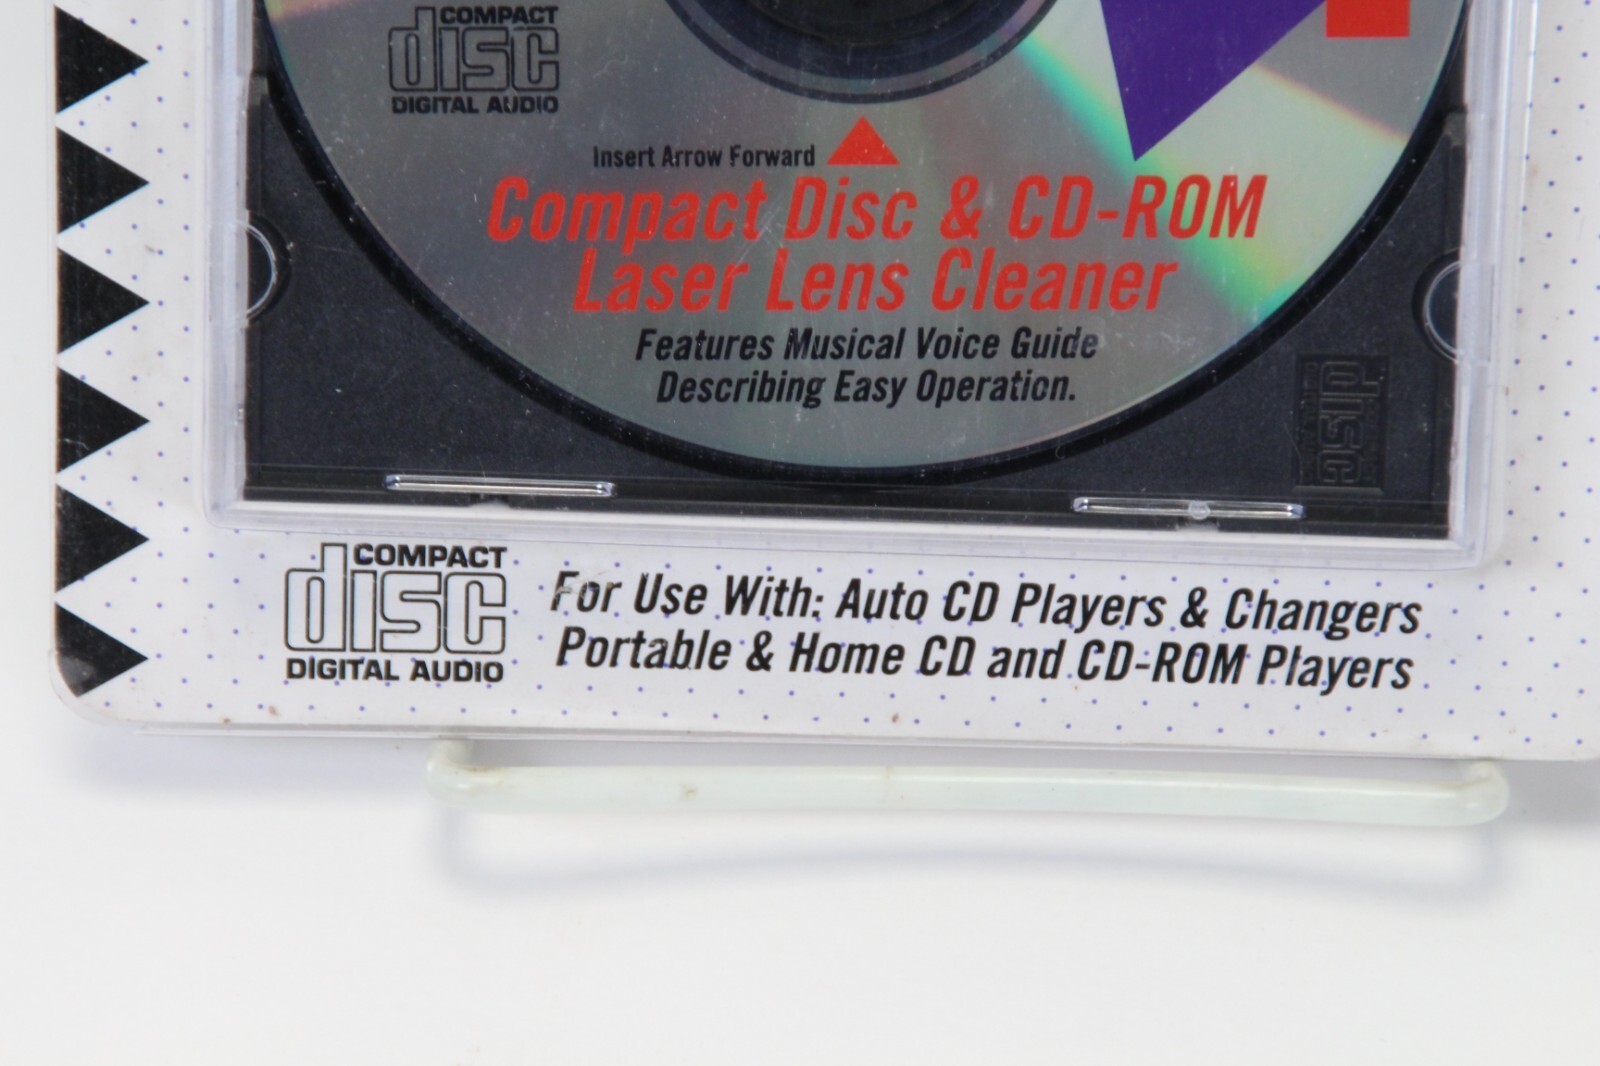 COMPACT
disc
DIGITAL AUDIO
Insert Arrow Forward
Compact Disc & CD-ROM
Laser Lens Cleaner
Features Musical Voice Guide
Describing Easy Operation.
disc
COMPACT
disc
DIGITAL AUDIO
For Use With: Auto CD Players & Changers
Portable & Home CD and CD-ROM Players